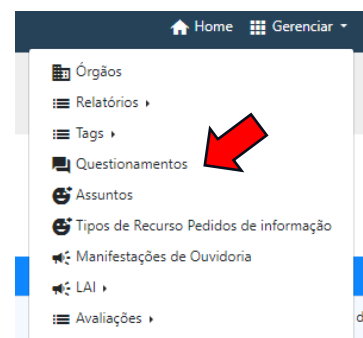 Home Gerenciar
Órgãos
Relatórios
Tags
Questionamentos
Assuntos
Tipos de Recurso Pedidos de informação
Manifestações de Ouvidoria
LAI
Avaliações
d